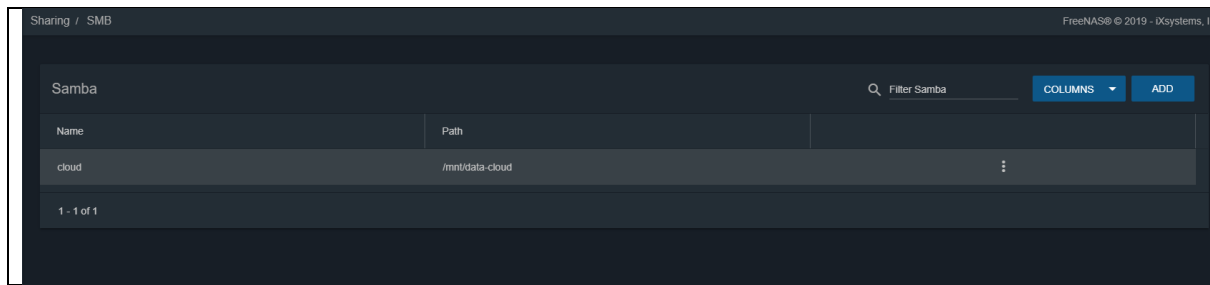 Sharing / SMB
FreeNAS® © 2019 - iXsystems,
Samba
Filter Samba
COLUMNS
ADD
Name
Path
cloud
/mnt/data-cloud
1 - 1 of 1